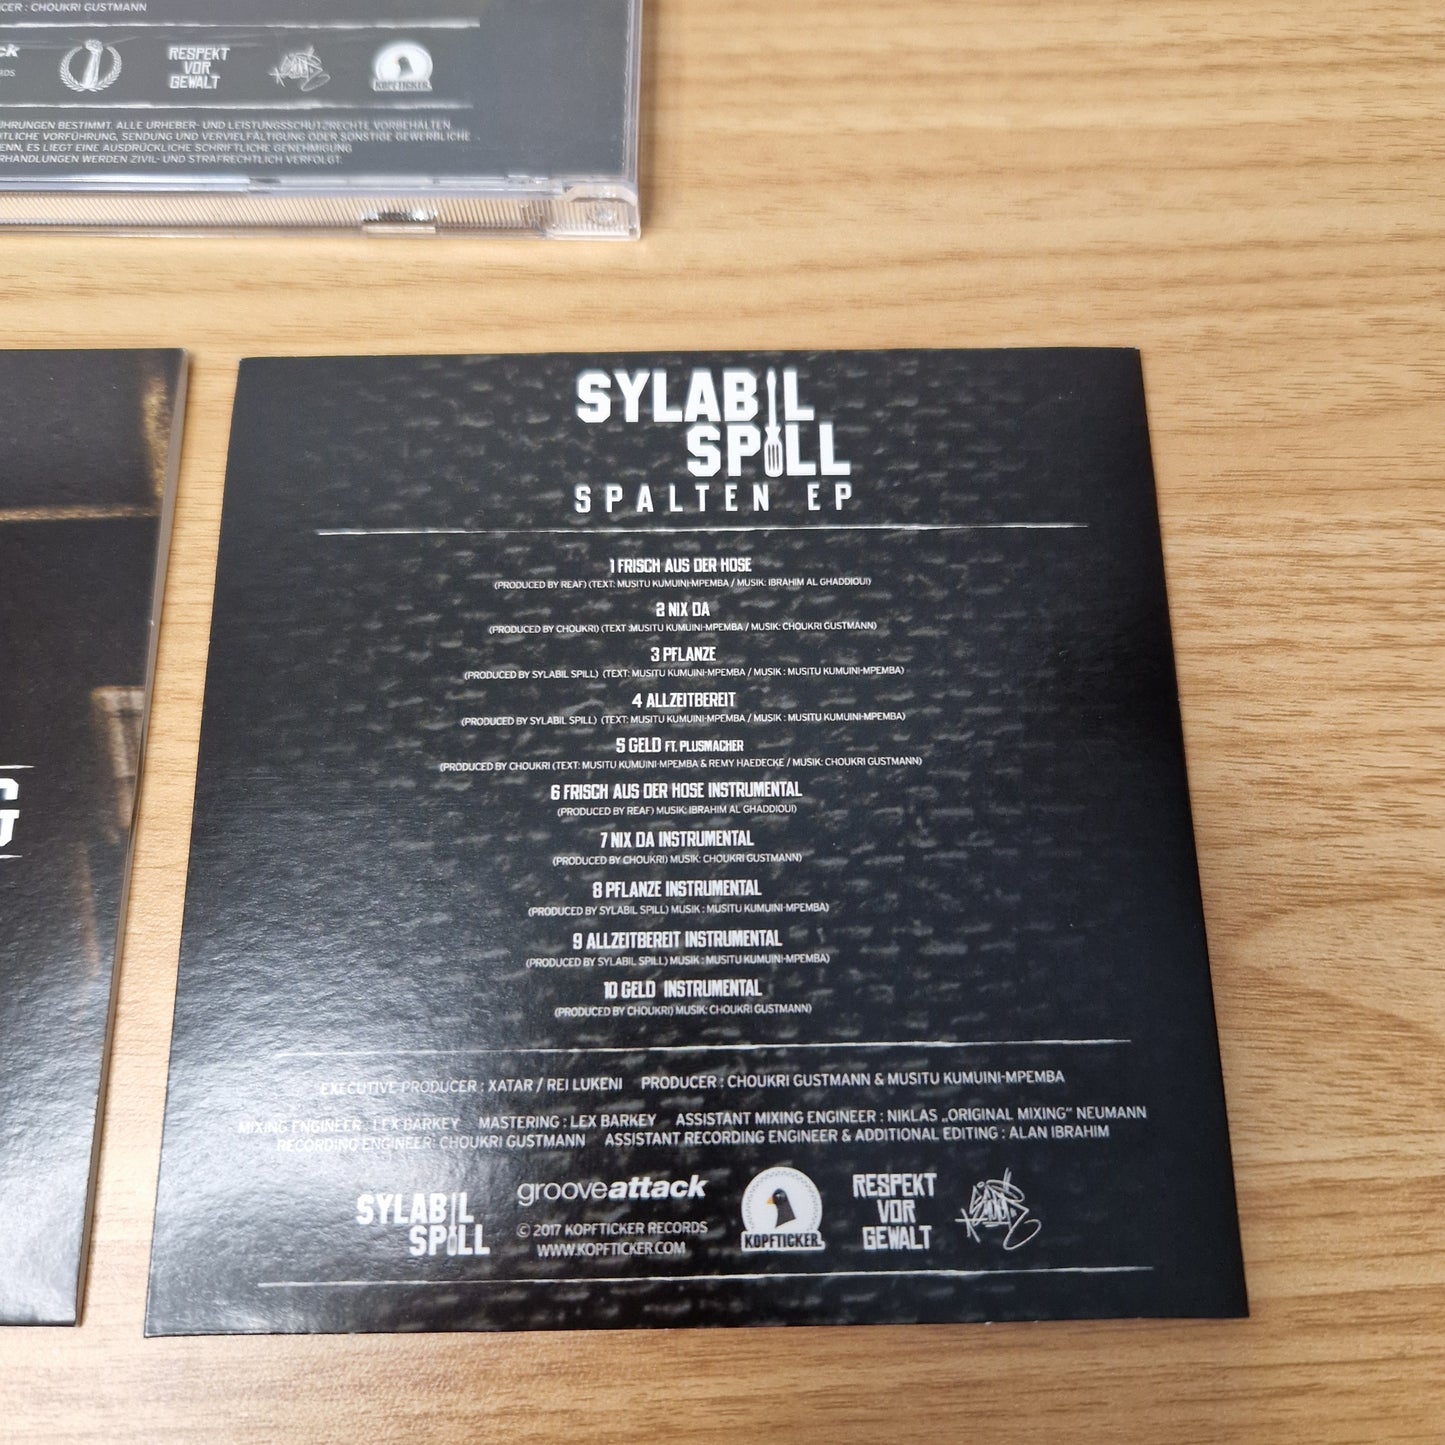 CER : CHOUKRI GUSTMANN
ck
RDS
RESPEKT
VOR
GEWALT
KOPFTICKER.
HRUNGEN BESTIMMT. ALLE URHEBER- UND LEISTUNGSSCHUTZRECHTE VORBEHALTEN.
TLICHE VORFÜHRUNG, SENDUNG UND VERVIELFÄLTIGUNG ODER SONSTIGE GEWERBLICHE
ENN, ES LIEGT EINE AUSDRÜCKLICHE SCHRIFTLICHE GENEHMIGUNG
RHANDLUNGEN WERDEN ZIVIL- UND STRAFRECHTLICH VERFOLGT.
G
SYLABIL
SPILL
SPALTEN EP
1 FRISCH AUS DER HOSE
(PRODUCED BY REAF) (TEXT: MUSITU KUMUINI-MPEMBA / MUSIK: IBRAHIM AL GHADDIOUI)
2 NIX DA
(PRODUCED BY CHOUKRI) (TEXT :MUSITU KUMUINI-MPEMBA / MUSIK: CHOUKRI GUSTMANN)
3 PFLANZE
(PRODUCED BY SYLABIL SPILL) (TEXT: MUSITU KUMUINI-MPEMBA / MUSIK : MUSITU KUMUINI-MPEMBA)
4 ALLZEITBEREIT
(PRODUCED BY SYLABIL SPILL) (TEXT: MUSITU KUMUINI-MPEMBA / MUSIK : MUSITU KUMUINI-MPEMBA)
5 GELD FT. PLUSMACHER
(PRODUCED BY CHOUKRI (TEXT: MUSITU KUMUINI-MPEMBA & REMY HAEDECKE / MUSIK: CHOUKRI GUSTMANN)
6 FRISCH AUS DER HOSE INSTRUMENTAL
(PRODUCED BY REAF) MUSIK: IBRAHIM AL GHADDIOUI)
7 NIX DA INSTRUMENTAL
(PRODUCED BY CHOUKRI) MUSIK: CHOUKRI GUSTMANN)
8 PFLANZE INSTRUMENTAL
(PRODUCED BY SYLABIL SPILL) MUSIK : MUSITU KUMUINI-MPEMBA)
9 ALLZEITBEREIT INSTRUMENTAL
(PRODUCED BY SYLABIL SPILL) MUSIK : MUSITU KUMUINI-MPEMBA)
10 GELD INSTRUMENTAL
(PRODUCED BY CHOUKRI) MUSIK: CHOUKRI GUSTMANN)
EXECUTIVE PRODUCER : XATAR / REI LUKENI PRODUCER : CHOUKRI GUSTMANN & MUSITU KUMUINI-MPEMBA
MIXING ENGINEER : LEX BARKEY MASTERING : LEX BARKEY ASSISTANT MIXING ENGINEER : NIKLAS „ORIGINAL MIXING“ NEUMANN
RECORDING ENGINEER: CHOUKRI GUSTMANN ASSISTANT RECORDING ENGINEER & ADDITIONAL EDITING : ALAN IBRAHIM
SYLABIL
SPILL
grooveattack
© 2017 KOPFTICKER RECORDS
WWW.KOPFTICKER.COM
KOPFTICKER.
RESPEKT
VOR
GEWALT